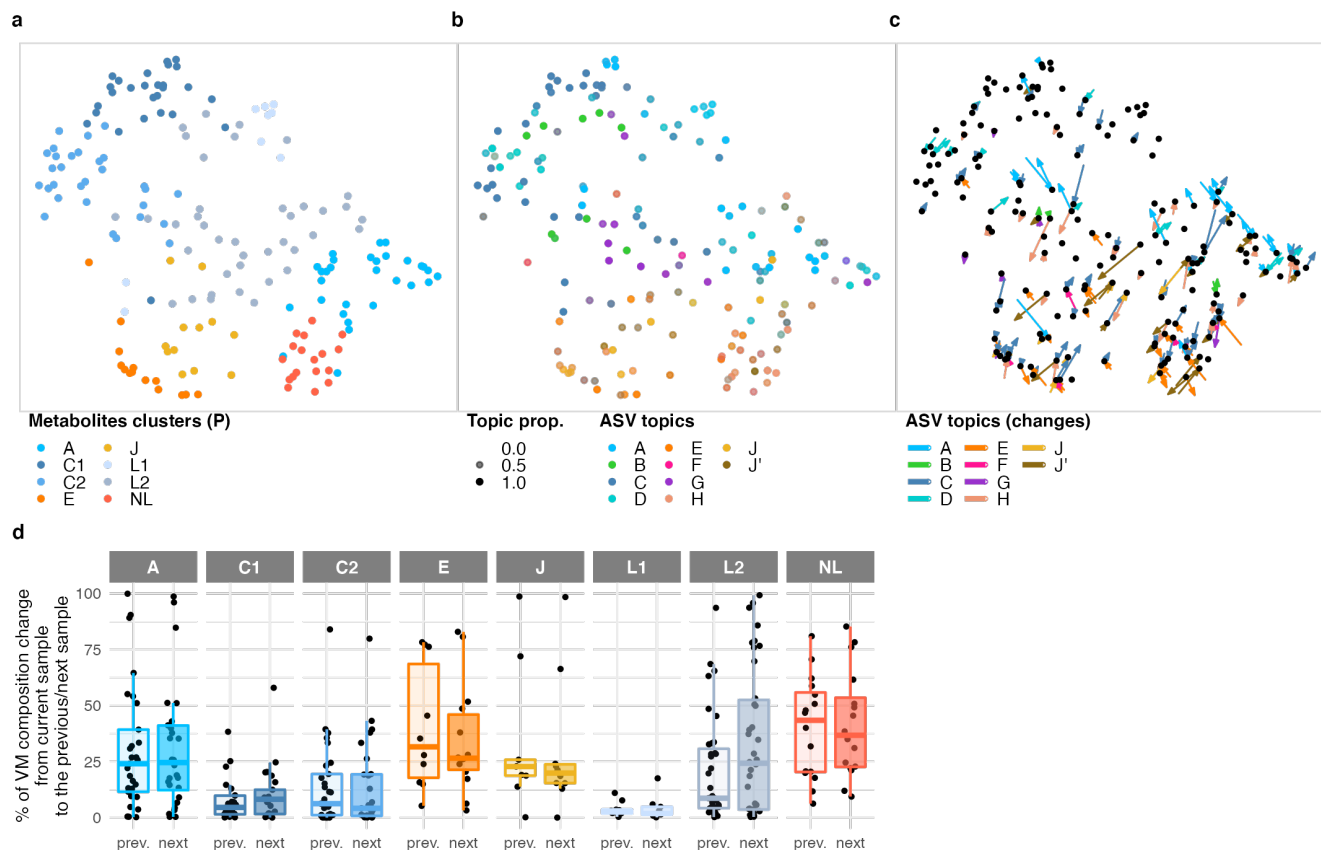 a
b
c
Metabolites clusters (P)
A J
C1 L1
C2 L2
E NL
Topic prop.
0.0
0.5
1.0
ASV topics
A E J
B F J'
C G
D H
ASV topics (changes)
A E J
B F J'
C G
D H
d
A C1 C2 E J L1 L2 NL
% of VM composition change
from current sample
to the previous/next sample
100
75
50
25
0
prev. next prev. next prev. next prev. next prev. next prev. next prev. next prev. next